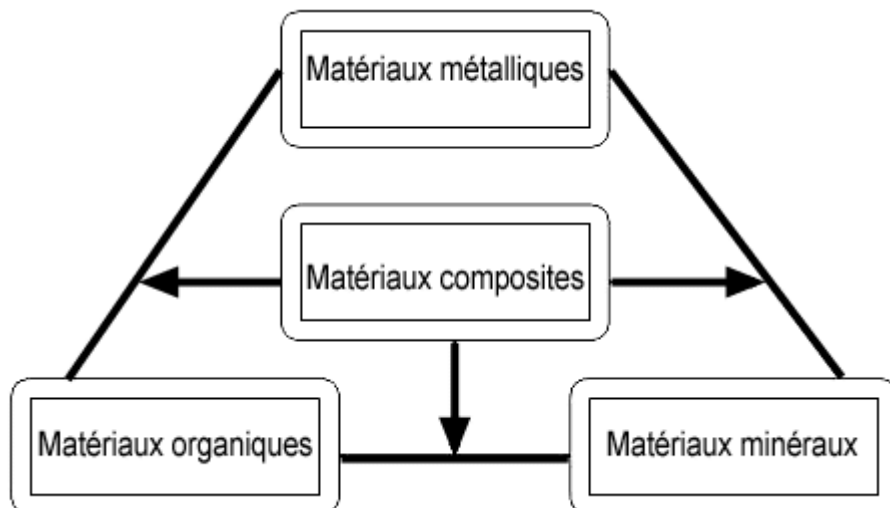 Matériaux métalliques
Matériaux composites
Matériaux organiques
Matériaux minéraux